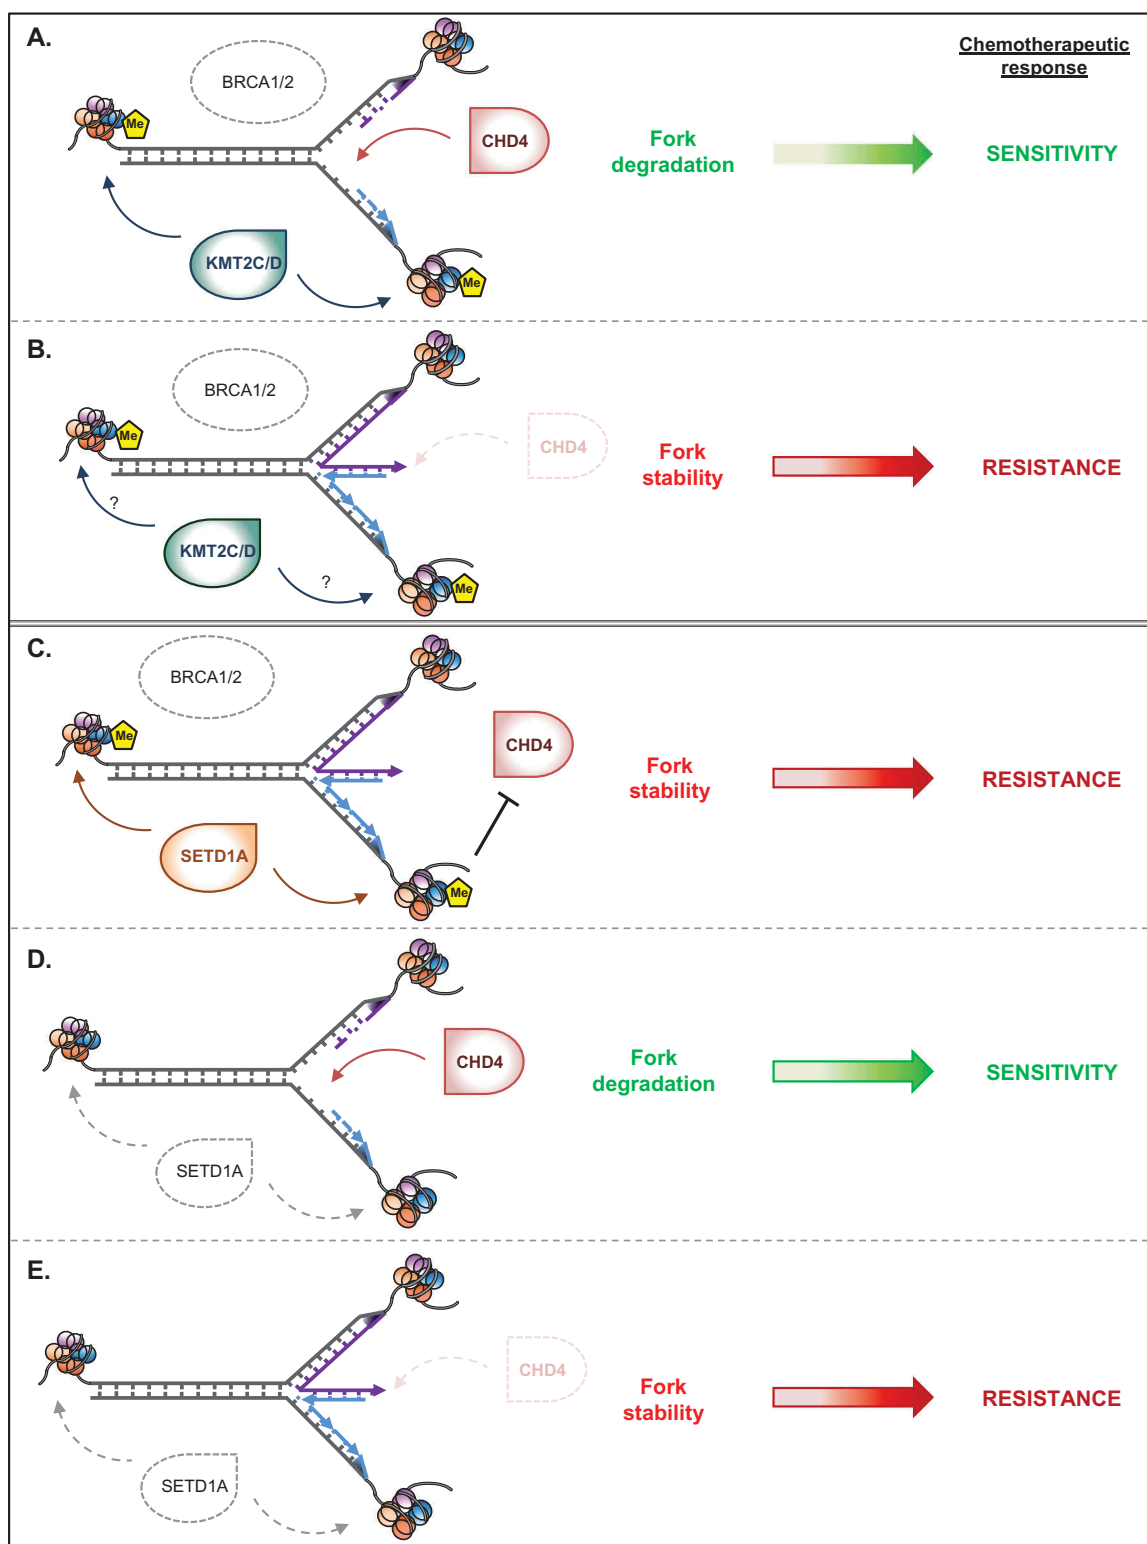 A.
Chemotherapeutic
response
BRCA1/2
Me
CHD4
Fork
degradation
SENSITIVITY
KMT2C/D
Me
B.
BRCA1/2
Me
CHD4
Fork
stability
RESISTANCE
?
KMT2C/D
?
Me
C.
BRCA1/2
Me
CHD4
Fork
stability
RESISTANCE
SETD1A
Me
D.
CHD4
Fork
degradation
SENSITIVITY
SETD1A
E.
CHD4
Fork
stability
RESISTANCE
SETD1A